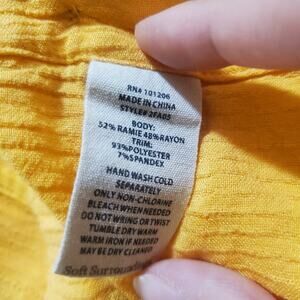 RN# 101206
MADE IN CHINA
STYLE# 2FA05
BODY:
52% RAMIE 48% RAYON
TRIM:
93% POLYESTER
7% SPANDEX
HAND WASH COLD
SEPARATELY
ONLY NON-CHLORINE
BLEACH WHEN NEEDED
DO NOT WRING OR TWIST
TUMBLE DRY WARM
WARM IRON IF NEEDED
MAY BE DRY CLEANED
Soft Surroun